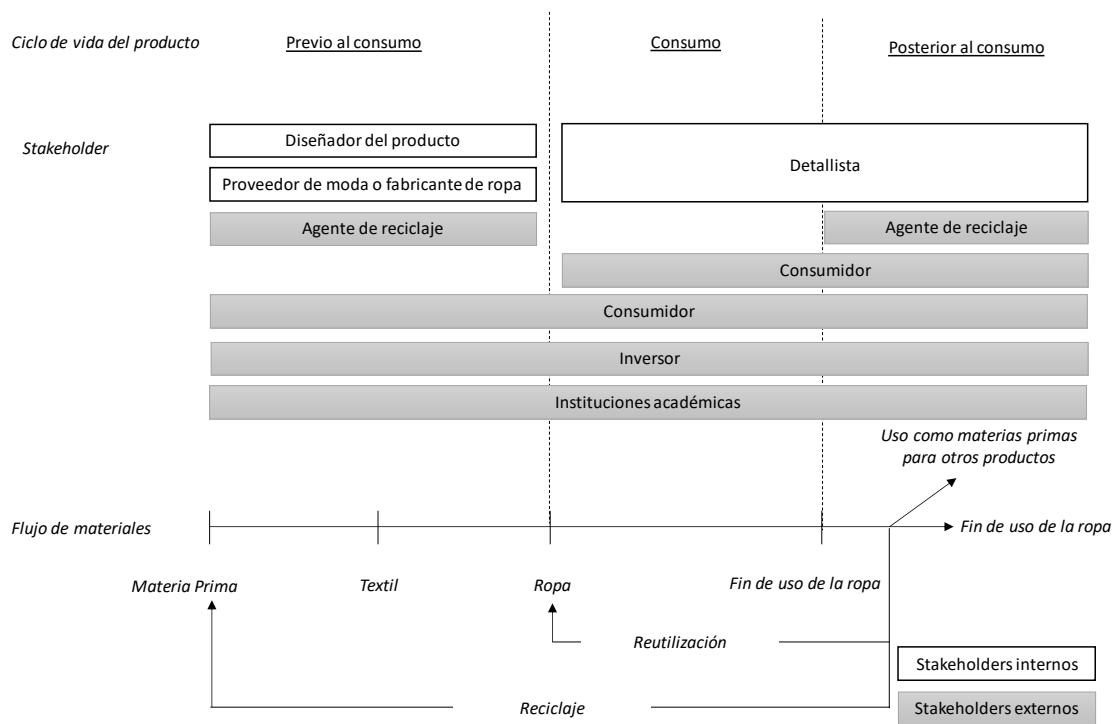 Ciclo de vida del producto
Previo al consumo
Consumo
Posterior al consumo
Stakeholder
Diseñador del producto
Proveedor de moda o fabricante de ropa
Detallista
Agente de reciclaje
Agente de reciclaje
Consumidor
Consumidor
Inversor
Instituciones académicas
Uso como materias primas
para otros productos
Flujo de materiales
Fin de uso de la ropa
Materia Prima
Textil
Ropa
Fin de uso de la ropa
Reutilización
Reciclaje
Stakeholders internos
Stakeholders externos